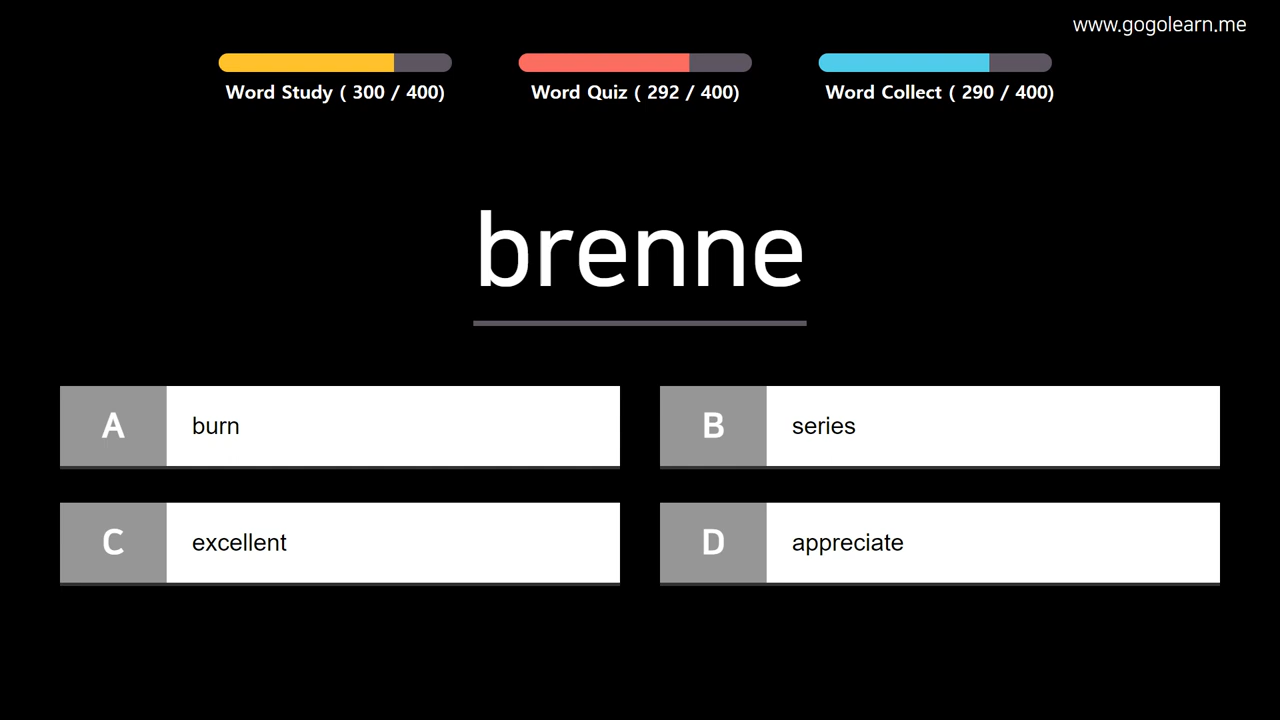 www.gogolearn.me
Word Study ( 300 / 400)
Word Quiz ( 292 / 400)
Word Collect ( 290 / 400)
brenne
A burn
B series
C excellent
D appreciate